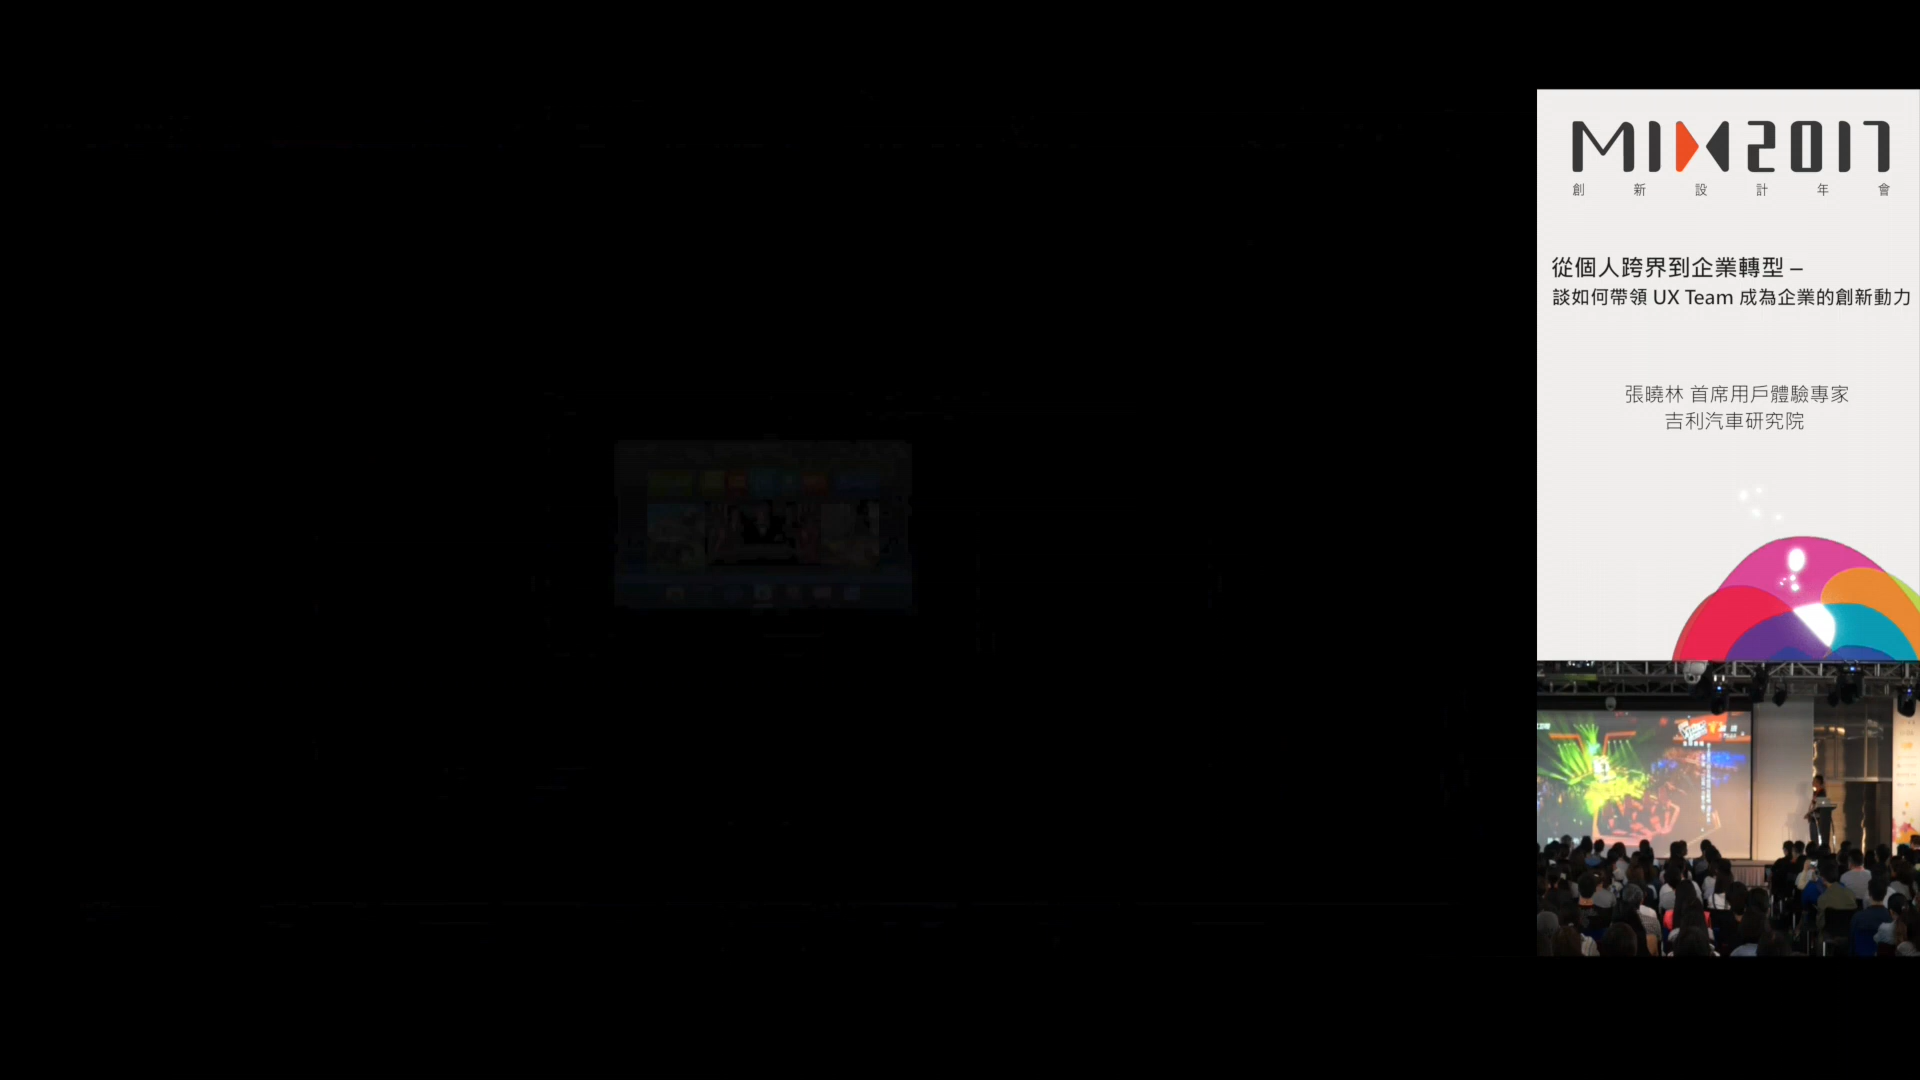 MIX2017
創新設計年會
從個人跨界到企業轉型 –
談如何帶領 UX Team 成為企業的創新動力
張曉林 首席用戶體驗專家
吉利汽車研究院